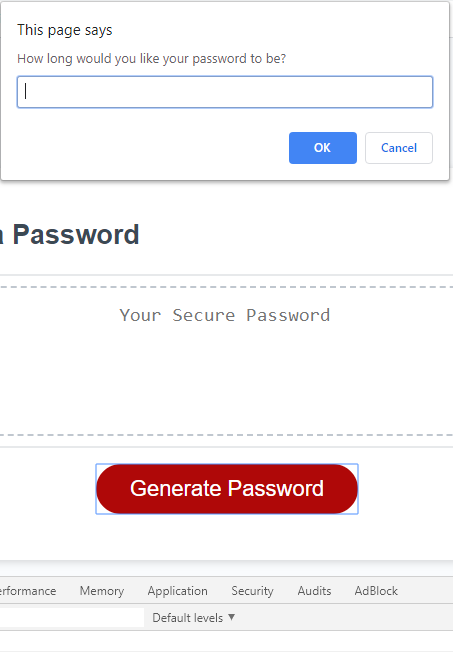 This page says
How long would you like your password to be?
OK Cancel
a Password
Your Secure Password
Generate Password
erformance Memory Application Security Audits AdBlock
Default levels ▼